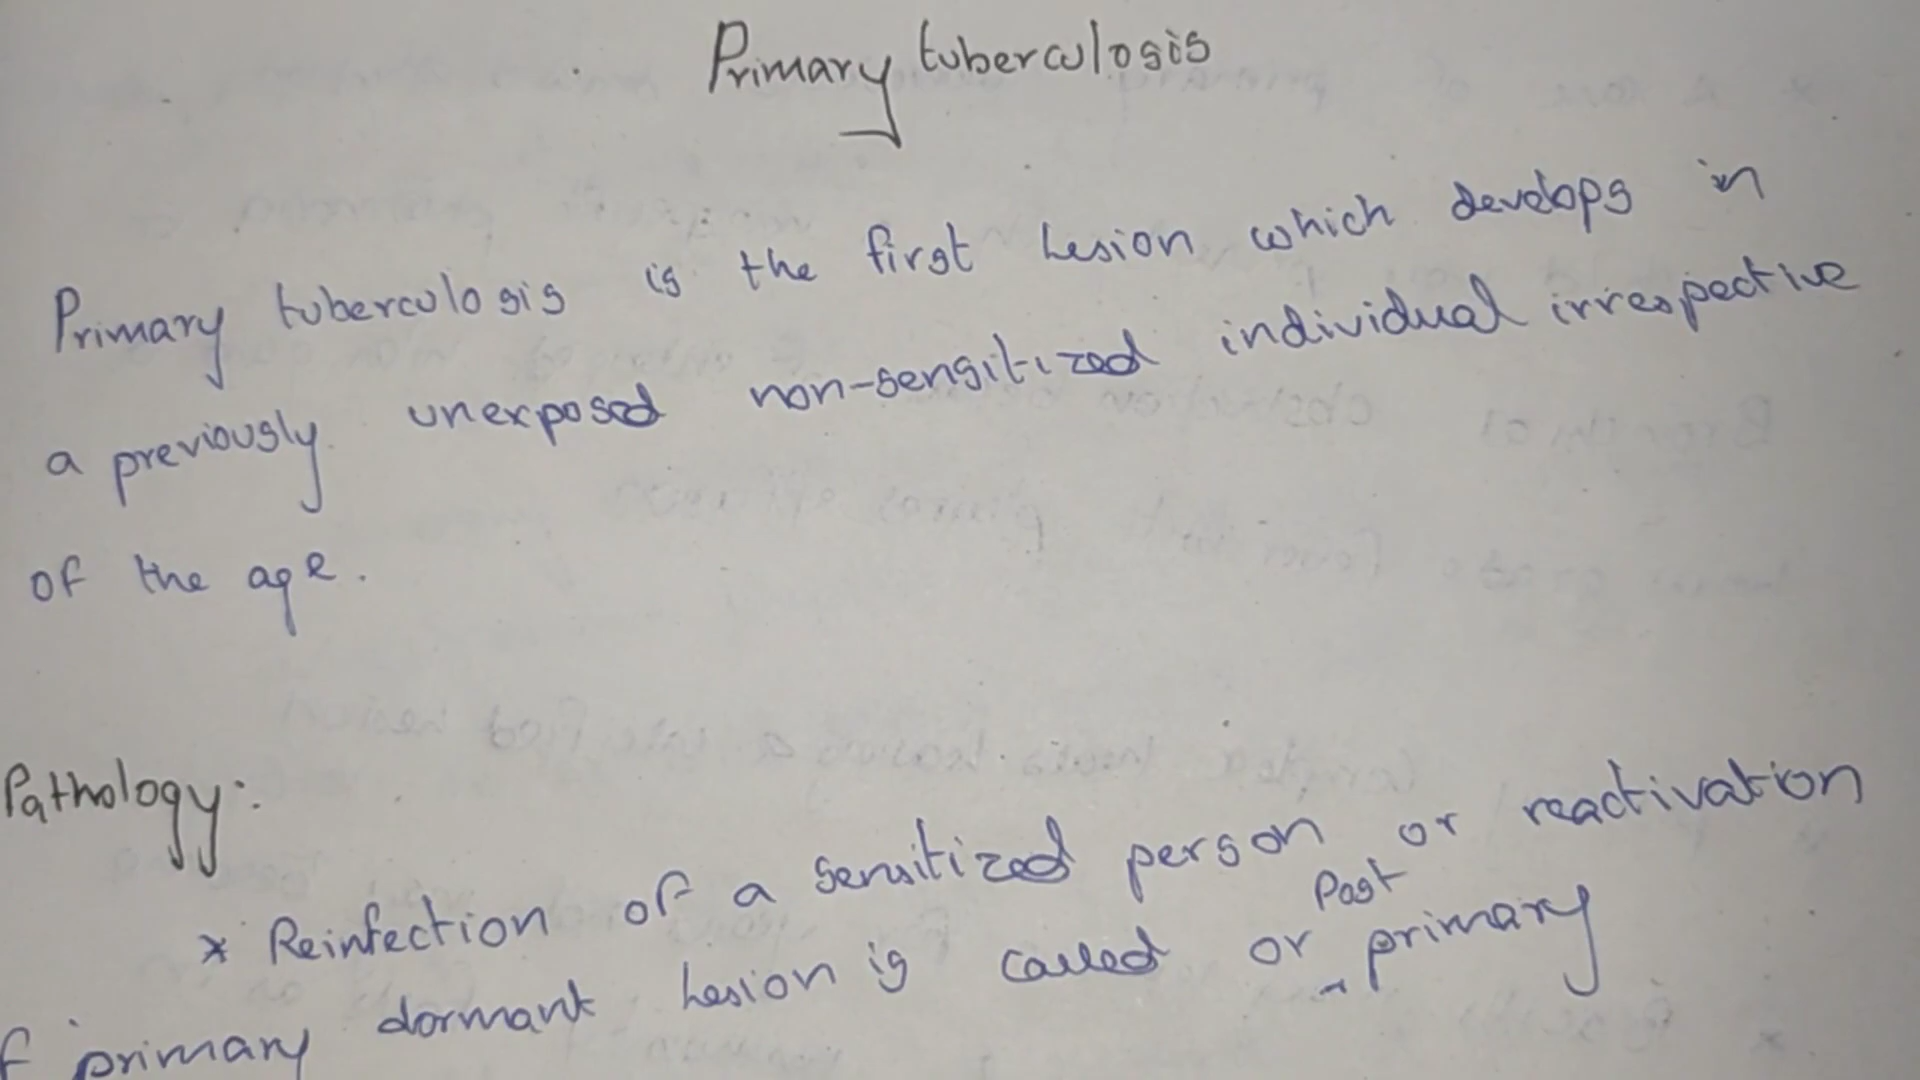 Primary tuberculosis
Primary tuberculosis is the first Lesion which develops in
a previously unexposed non-sensitized individual irrespective
of the age.
Pathology:
* Reinfection of a sensitized person or reactivation
Past
f primary dormant Lesion is called or primary